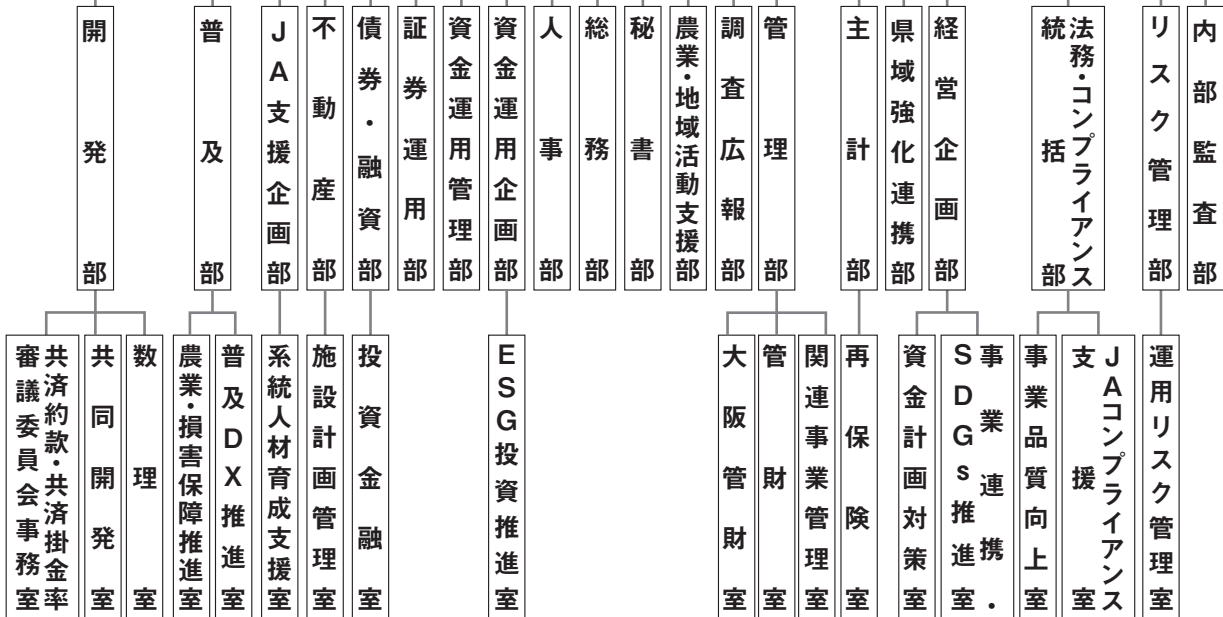 内部監査部
リスク管理部
法務・コンプライアンス
統括部
経営企画部
県域強化連携部
主計部
管理部
調査広報部
農業・地域活動支援部
秘書部
総務部
人事部
資金運用企画部
資金運用管理部
証券運用部
債券・融資部
不動産部
JA支援企画部
普及部
開発部
運用リスク管理室
JAコンプライアンス
支援室
事業品質向上室
事業連携・
SDGs推進室
資金計画対策室
再保険室
関連事業管理室
管財室
大阪管財室
ESG投資推進室
投資金融室
施設計画管理室
系統人材育成支援室
普及DX推進室
農業・損害保障推進室
数理室
共同開発室
共済約款・共済掛金率
審議委員会事務室